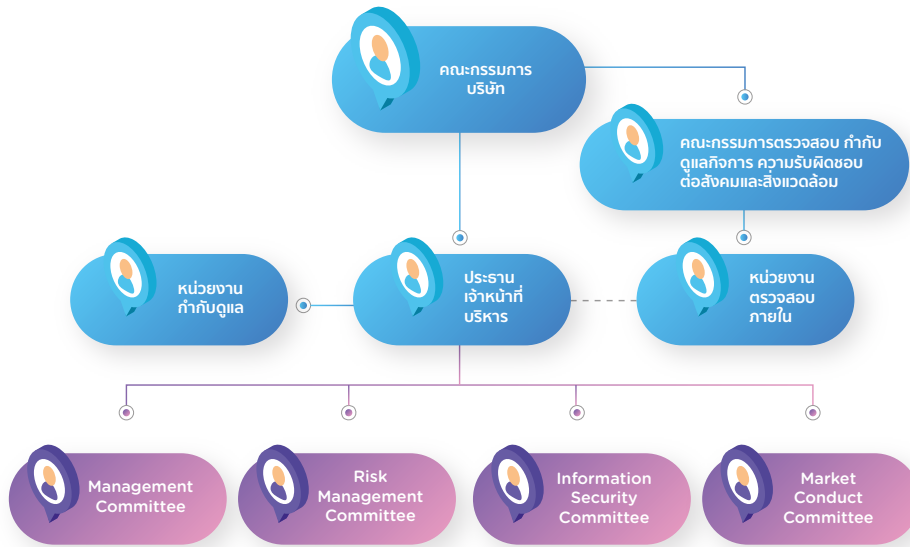 คณะกรรมการ
บริษัท
คณะกรรมการตรวจสอบ กำกับ
ดูแลกิจการ ความรับผิดชอบ
ต่อสังคมและสิ่งแวดล้อม
หน่วยงาน
กำกับดูแล
ประธาน
เจ้าหน้าที่
บริหาร
หน่วยงาน
ตรวจสอบ
ภายใน
Management
Committee
Risk
Management
Committee
Information
Security
Committee
Market
Conduct
Committee